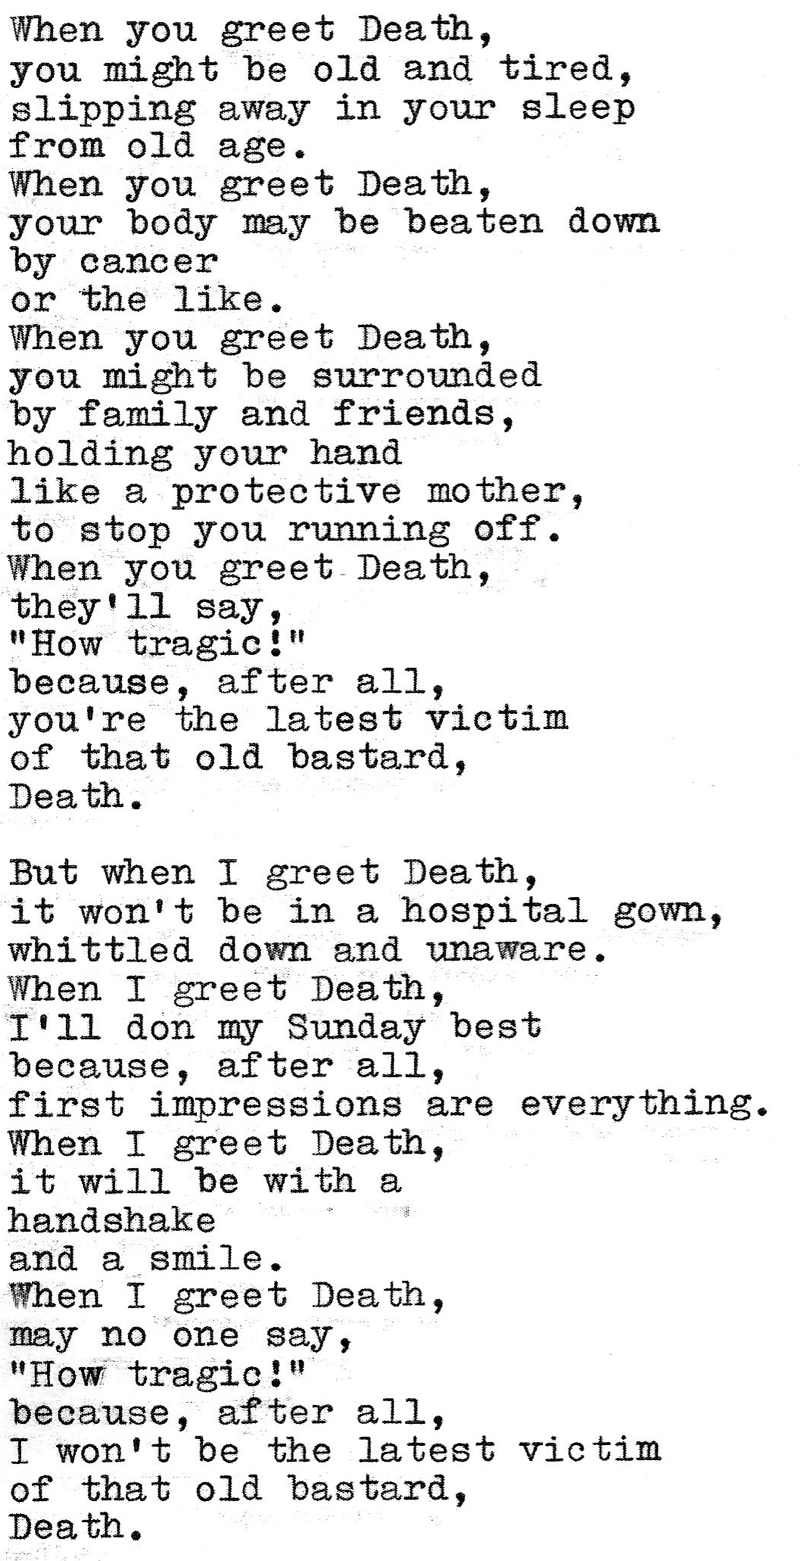 When you greet Death,
you might be old and tired,
slipping away in your sleep
from old age.
When you greet Death,
your body may be beaten down
by cancer
or the like.
When you greet Death,
you might be surrounded
by family and friends,
holding your hand
like a protective mother,
to stop you running off.
When you greet Death,
they'll say,
"How tragic!"
because, after all,
you're the latest victim
of that old bastard,
Death.

But when I greet Death,
it won't be in a hospital gown,
whittled down and unaware.
When I greet Death,
I'll don my Sunday best
because, after all,
first impressions are everything.
When I greet Death,
it will be with a
handshake
and a smile.
When I greet Death,
may no one say,
"How tragic!"
because, after all,
I won't be the latest victim
of that old bastard,
Death.